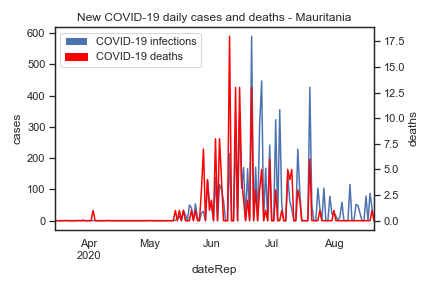 New COVID-19 daily cases and deaths - Mauritania
COVID-19 infections
COVID-19 deaths
600
500
400
300
200
100
0
cases
17.5
15.0
12.5
10.0
7.5
5.0
2.5
0.0
deaths
Apr
2020
May
Jun
Jul
Aug
dateRep